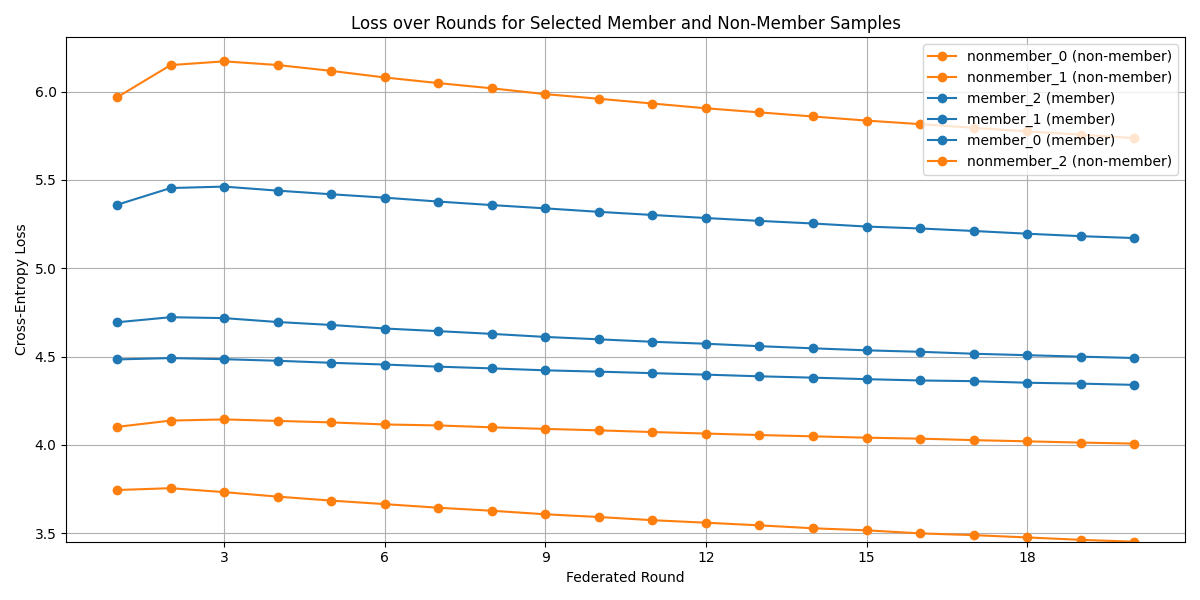 Loss over Rounds for Selected Member and Non-Member Samples
nonmember_0 (non-member)
nonmember_1 (non-member)
member_2 (member)
member_1 (member)
member_0 (member)
nonmember_2 (non-member)
Cross-Entropy Loss
6.0
5.5
5.0
4.5
4.0
3.5
3
6
9
12
15
18
Federated Round